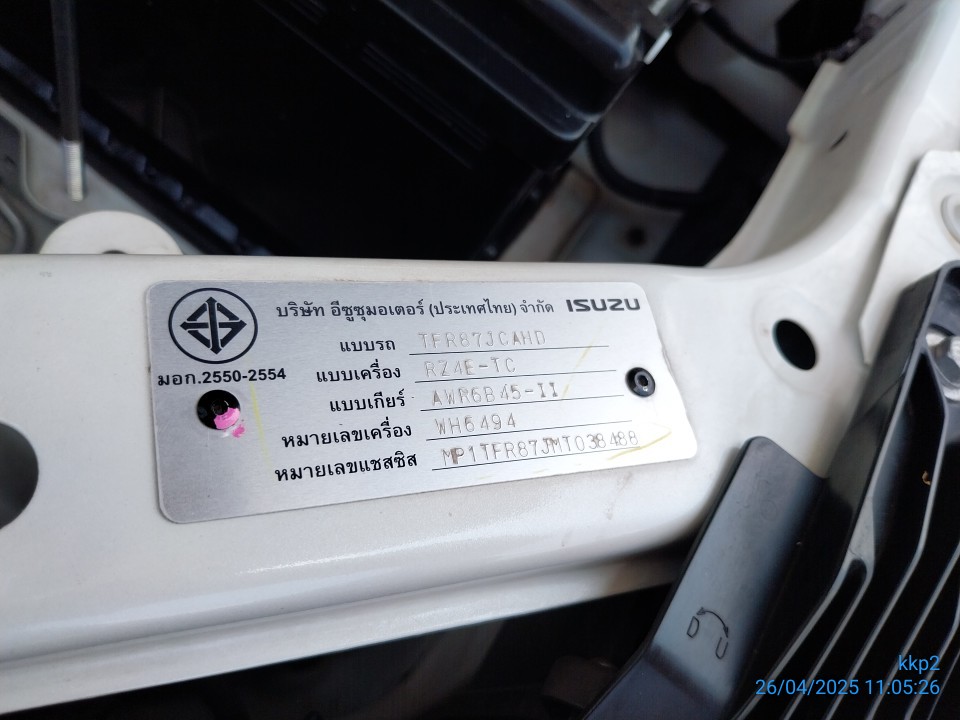 บริษัท อีซูซุมอเตอร์ (ประเทศไทย) จำกัด ISUZU
แบบรถ TFR87JCAHD
มอก.2550-2554
แบบเครื่อง RZ4E-TC
แบบเกียร์ AWR6B45-II
หมายเลขเครื่อง WH6494
หมายเลขแชสซิส MP1TFR87JMT038488
D U
kkp2
26/04/2025 11:05:26